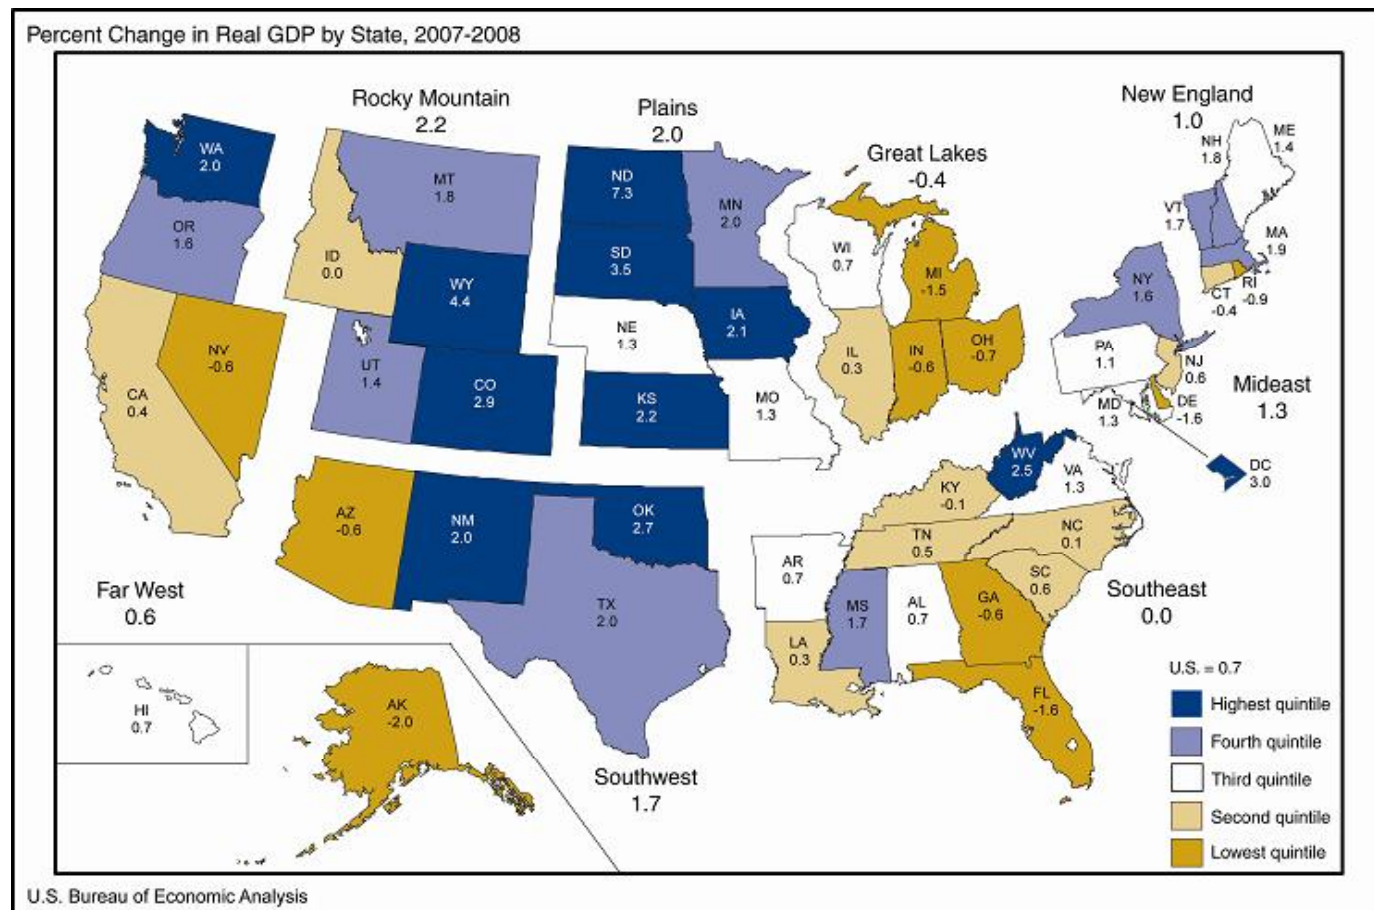 Percent Change in Real GDP by State, 2007-2008
Rocky Mountain
2.2
Plains
2.0
New England
1.0
Great Lakes
-0.4
WA
2.0
OR
1.6
CA
0.4
NV
-0.6
ID
0.0
MT
1.8
WY
4.4
UT
1.4
CO
2.9
ND
7.3
SD
3.5
NE
1.3
KS
2.2
MN
2.0
IA
2.1
MO
1.3
WI
0.7
MI
-1.5
IL
0.3
IN
-0.6
OH
-0.7
NH
1.8
ME
1.4
VT
1.7
MA
1.9
RI
-0.9
CT
-0.4
NY
1.6
PA
1.1
NJ
0.6
MD
1.3
DE
-1.6
Mideast
1.3
DC
3.0
AZ
-0.6
NM
2.0
OK
2.7
TX
2.0
WV
2.5
VA
1.3
KY
-0.1
TN
0.5
NC
0.1
SC
0.6
AR
0.7
LA
0.3
MS
1.7
AL
0.7
GA
-0.6
FL
-1.6
Far West
0.6
Southeast
0.0
HI
0.7
AK
-2.0
Southwest
1.7
U.S. = 0.7
Highest quintile
Fourth quintile
Third quintile
Second quintile
Lowest quintile
U.S. Bureau of Economic Analysis